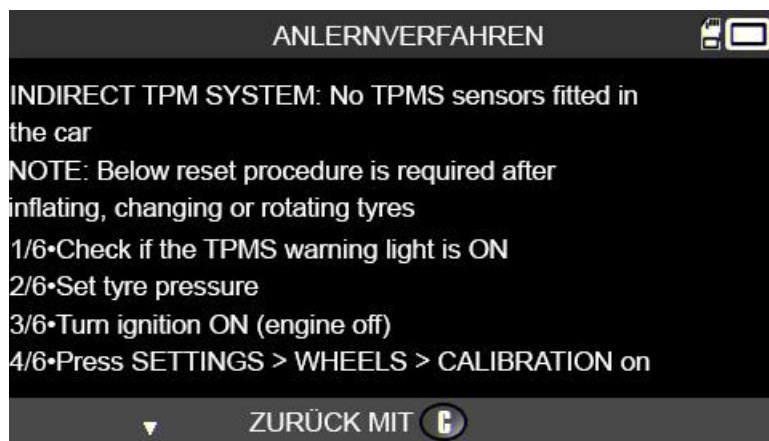 ANLERNVERFAHREN
INDIRECT TPM SYSTEM: No TPMS sensors fitted in
the car
NOTE: Below reset procedure is required after
inflating, changing or rotating tyres
1/6•Check if the TPMS warning light is ON
2/6•Set tyre pressure
3/6•Turn ignition ON (engine off)
4/6•Press SETTINGS > WHEELS > CALIBRATION on
ZURÜCK MIT C